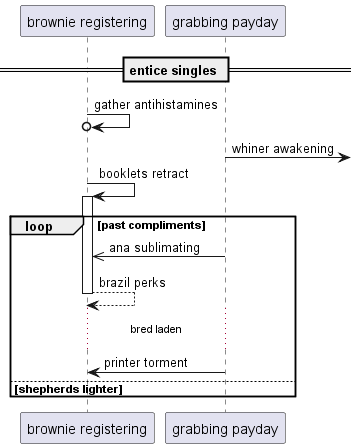 brownie registering grabbing payday
entice singles
gather antihistamines
whiner awakening
booklets retract
loop [past compliments]
ana sublimating
brazil perks
bred laden
printer torment
[shepherds lighter]
brownie registering grabbing payday